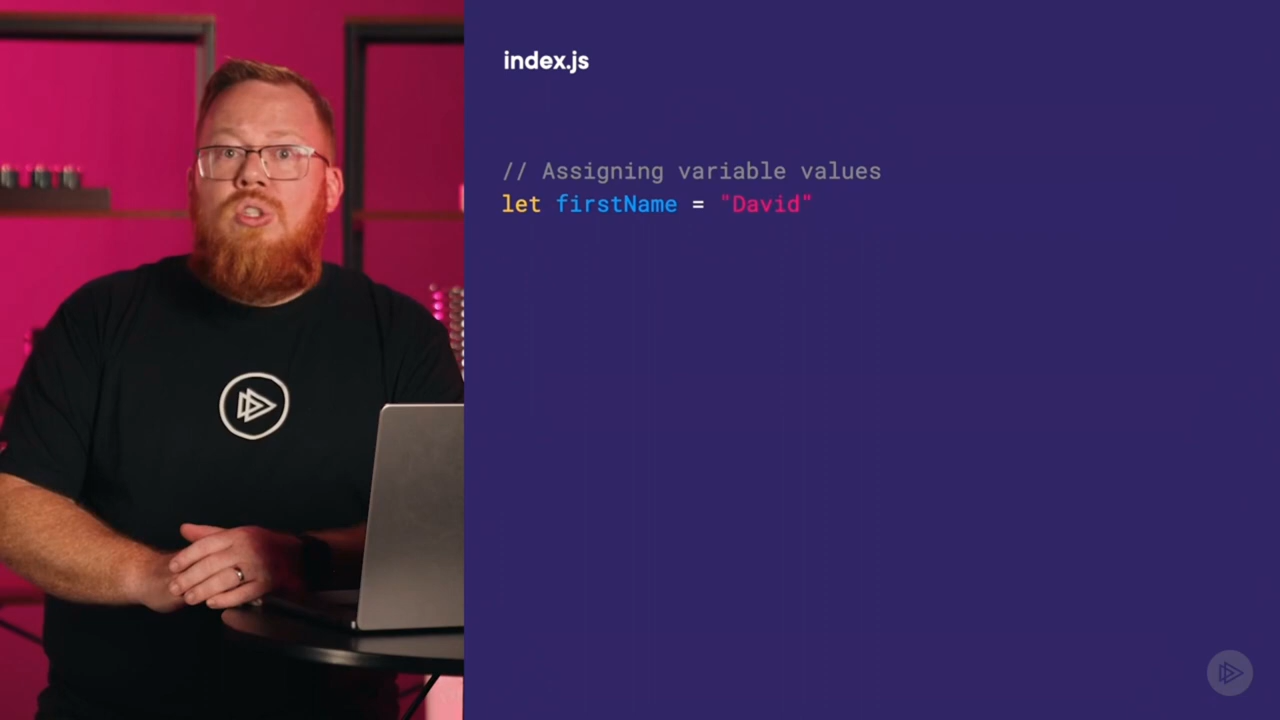 index.js
// Assigning variable values
let firstName = "David"